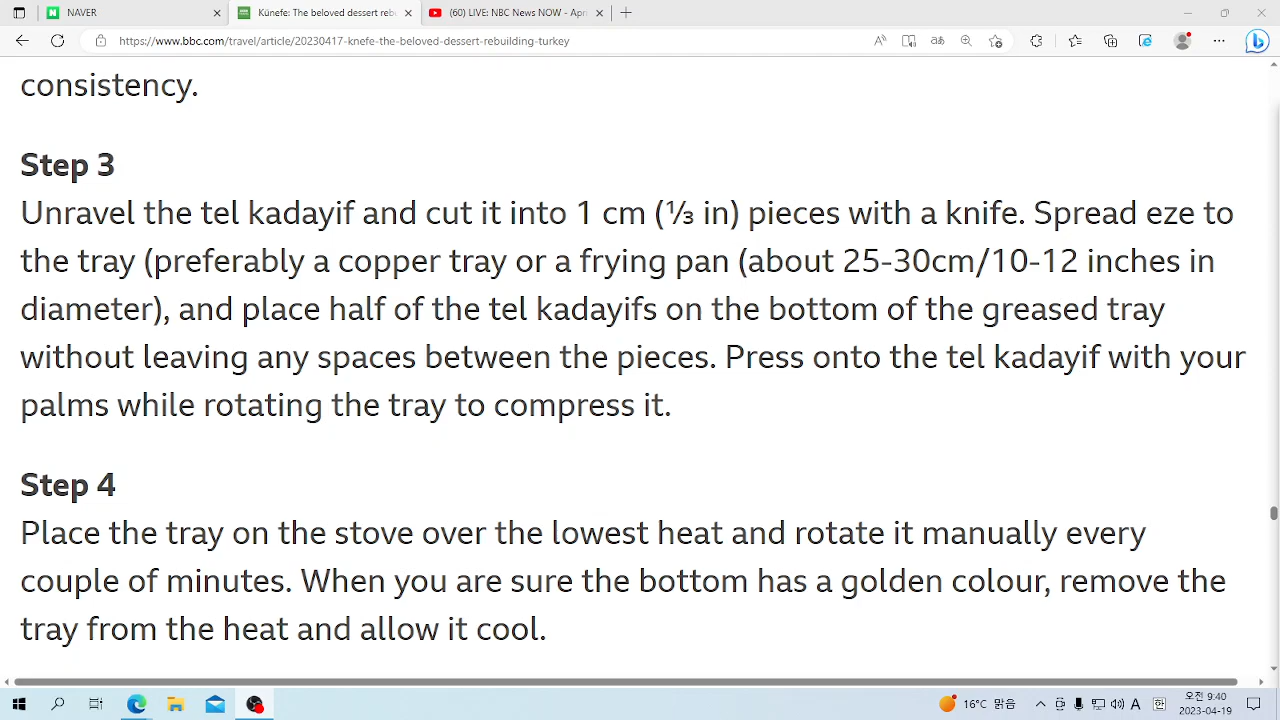 NAVER
Künefe: The beloved dessert reb
(60) LIVE: NBC News NOW - Apri
https://www.bbc.com/travel/article/20230417-knefe-the-beloved-dessert-rebuilding-turkey
consistency.
Step 3
Unravel the tel kadayif and cut it into 1 cm (⅓ in) pieces with a knife. Spread eze to
the tray (preferably a copper tray or a frying pan (about 25-30cm/10-12 inches in
diameter), and place half of the tel kadayifs on the bottom of the greased tray
without leaving any spaces between the pieces. Press onto the tel kadayif with your
palms while rotating the tray to compress it.
Step 4
Place the tray on the stove over the lowest heat and rotate it manually every
couple of minutes. When you are sure the bottom has a golden colour, remove the
tray from the heat and allow it cool.
16°C 맑음
A
오전 9:40
2023-04-19